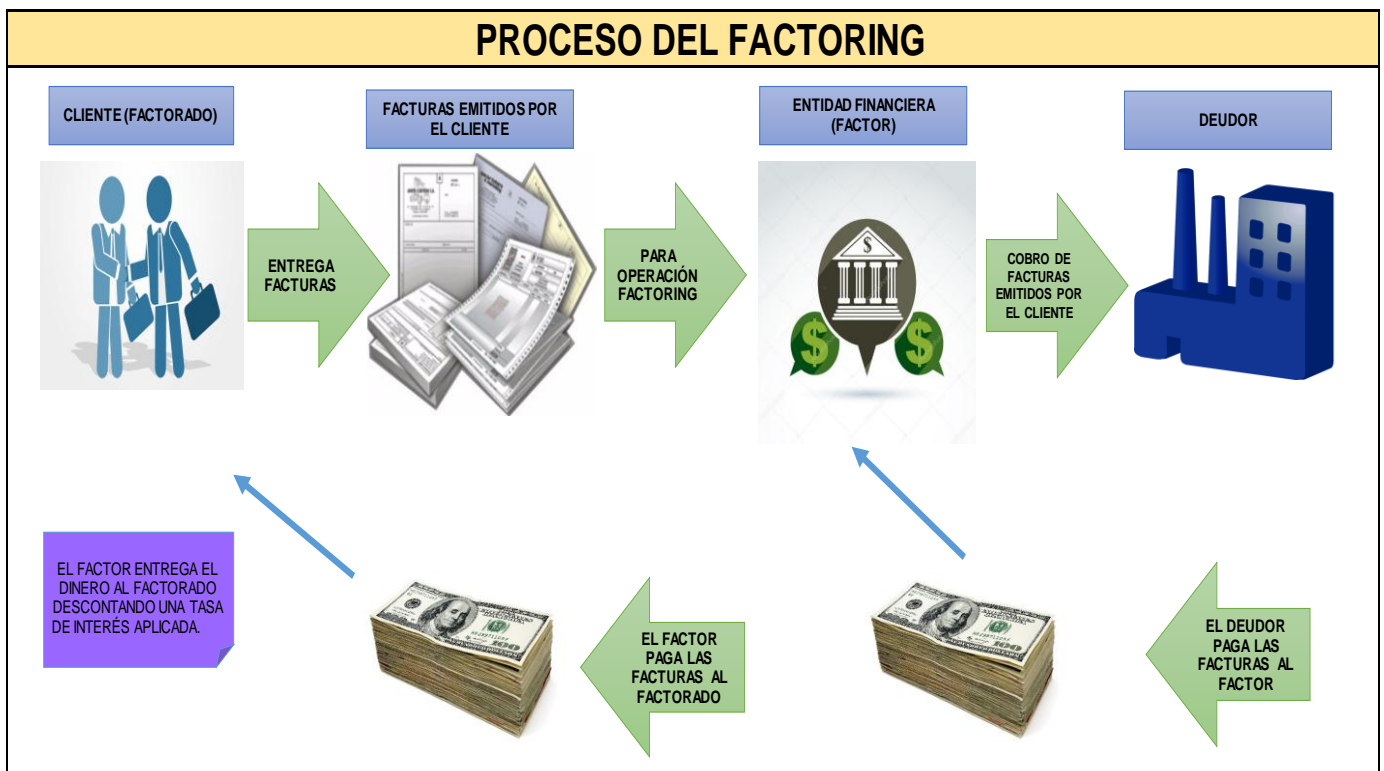 PROCESO DEL FACTORING
CLIENTE (FACTORADO)
FACTURAS EMITIDOS POR
EL CLIENTE
ENTIDAD FINANCIERA
(FACTOR)
DEUDOR
ENTREGA
FACTURAS
PARA
OPERACIÓN
FACTORING
$
$
$
COBRO DE
FACTURAS
EMITIDOS POR
EL CLIENTE
EL FACTOR ENTREGA EL
DINERO AL FACTORADO
DESCONTANDO UNA TASA
DE INTERÉS APLICADA.
100
EL FACTOR
PAGA LAS
FACTURAS AL
FACTORADO
100
EL DEUDOR
PAGA LAS
FACTURAS AL
FACTOR